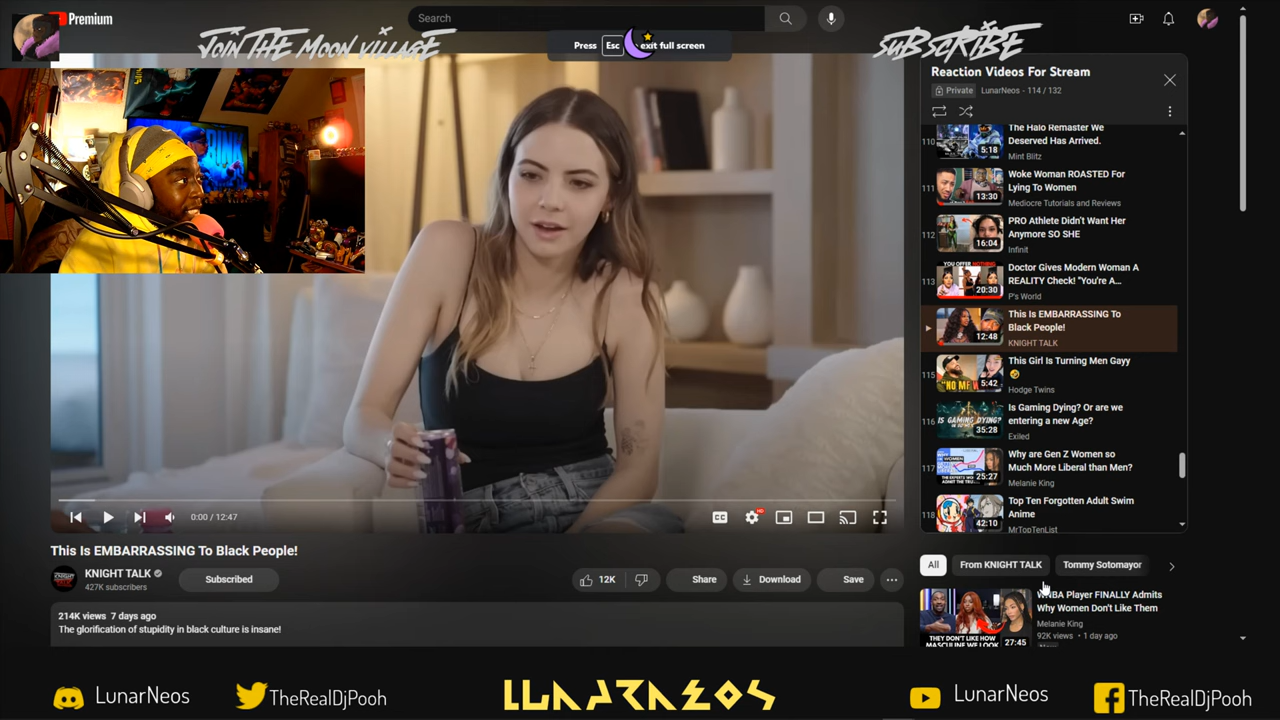 Premium
Search
JOIN THE MOON VILLAGE
SUBSCRIBE
Press Esc exit full screen
Reaction Videos For Stream
Private LunarNeos - 114 / 132
110
The Halo Remaster We
Deserved Has Arrived.
Mint Blitz
5:18
111
Woke Woman ROASTED For
Lying To Women
Mediocre Tutorials and Reviews
13:30
112
PRO Athlete Didn't Want Her
Anymore SO SHE
Infinit
16:04
113
Doctor Gives Modern Woman A
REALITY Check! "You're A...
P's World
YOU OFFER NOTHING
20:30
This Is EMBARRASSING To
Black People!
KNIGHT TALK
12:48
115
This Girl Is Turning Men Gayy
🤣
Hodge Twins
5:42
116
Is Gaming Dying? Or are we
entering a new Age?
Exiled
IS GAMING DYING?
35:28
117
Why are Gen Z Women so
Much More Liberal than Men?
Melanie King
25:27
118
Top Ten Forgotten Adult Swim
Anime
MrTopTenList
42:10
0:00 / 12:47
CC
HD
This Is EMBARRASSING To Black People!
KNIGHT TALK
427K subscribers
Subscribed
12K
Share
Download
Save
214K views 7 days ago
The glorification of stupidity in black culture is insane!
All
From KNIGHT TALK
Tommy Sotomayor
WNBA Player FINALLY Admits
Why Women Don't Like Them
Melanie King
92K views • 1 day ago
THEY DON'T LIKE HOW
MASCULINE WE LOOK
27:45
LunarNeos
TheRealDjPooh
LUNARNEOS
LunarNeos
TheRealDjPooh